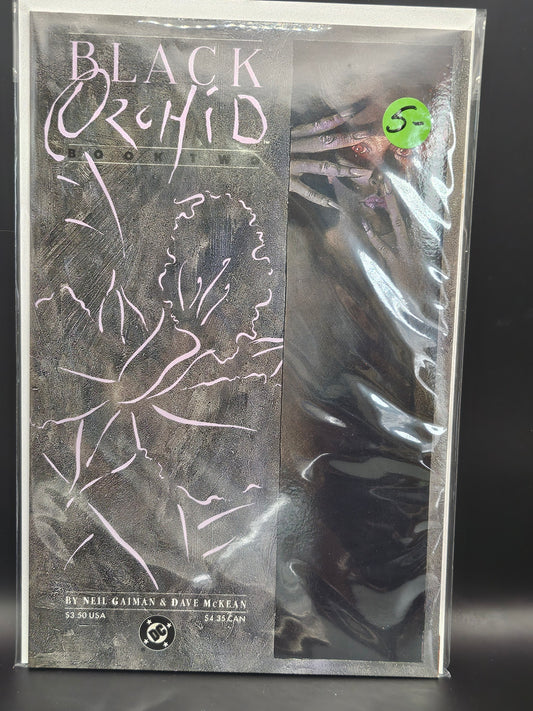 BLACK
ORCHID
BOOK TWO
5-
BY NEIL GAIMAN & DAVE McKEAN
$3.50 USA $4.35 CAN
DC